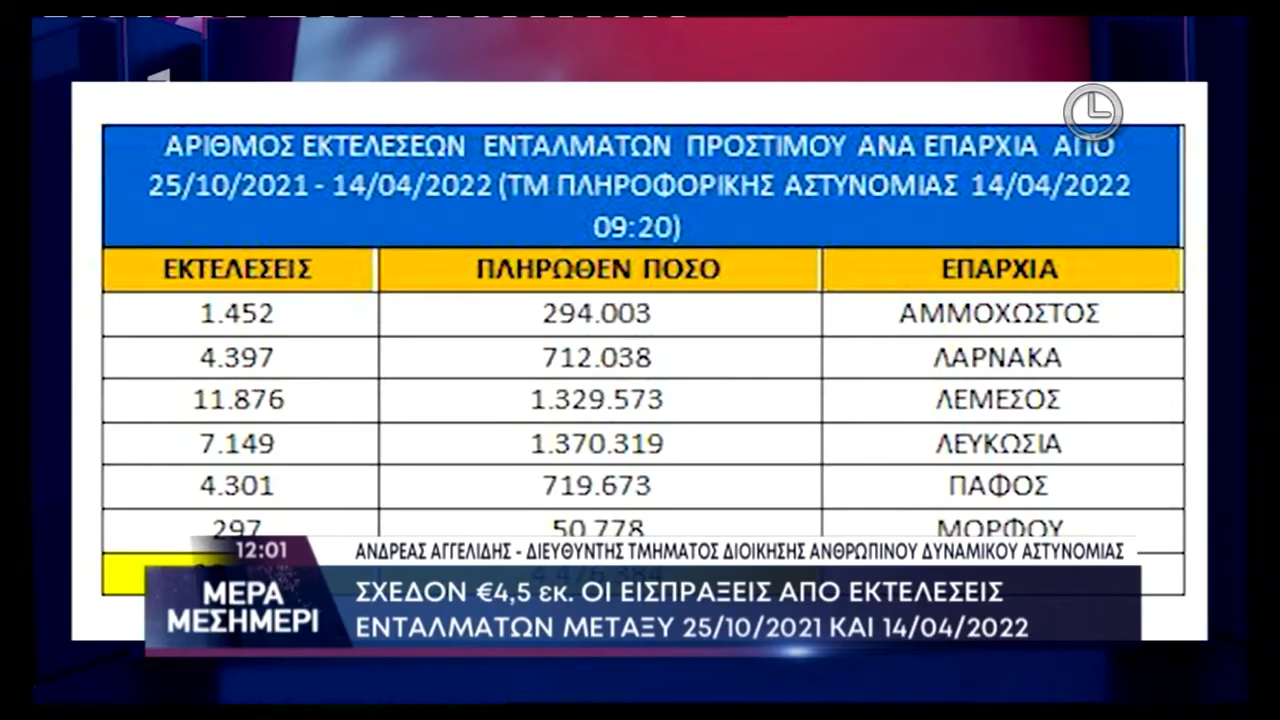 ΑΡΙΘΜΟΣ ΕΚΤΕΛΕΣΕΩΝ ΕΝΤΑΛΜΑΤΩΝ ΠΡΟΣΤΙΜΟΥ ΑΝΑ ΕΠΑΡΧΙΑ ΑΠΟ
25/10/2021 - 14/04/2022 (ΤΜ ΠΛΗΡΟΦΟΡΙΚΗΣ ΑΣΤΥΝΟΜΙΑΣ 14/04/2022
09:20)
ΕΚΤΕΛΕΣΕΙΣ ΠΛΗΡΩΘΕΝ ΠΟΣΟ ΕΠΑΡΧΙΑ
1.452 294.003 ΑΜΜΟΧΩΣΤΟΣ
4.397 712.038 ΛΑΡΝΑΚΑ
11.876 1.329.573 ΛΕΜΕΣΟΣ
7.149 1.370.319 ΛΕΥΚΩΣΙΑ
4.301 719.673 ΠΑΦΟΣ
297 50.778 ΜΟΡΦΟΥ
12:01 ΑΝΔΡΕΑΣ ΑΓΓΕΛΙΔΗΣ - ΔΙΕΥΘΥΝΤΗΣ ΤΜΗΜΑΤΟΣ ΔΙΟΙΚΗΣΗΣ ΑΝΘΡΩΠΙΝΟΥ ΔΥΝΑΜΙΚΟΥ ΑΣΤΥΝΟΜΙΑΣ
ΜΕΡΑ
ΜΕΣΗΜΕΡΙ
ΣΧΕΔΟΝ €4,5 εκ. ΟΙ ΕΙΣΠΡΑΞΕΙΣ ΑΠΟ ΕΚΤΕΛΕΣΕΙΣ
ΕΝΤΑΛΜΑΤΩΝ ΜΕΤΑΞΥ 25/10/2021 ΚΑΙ 14/04/2022